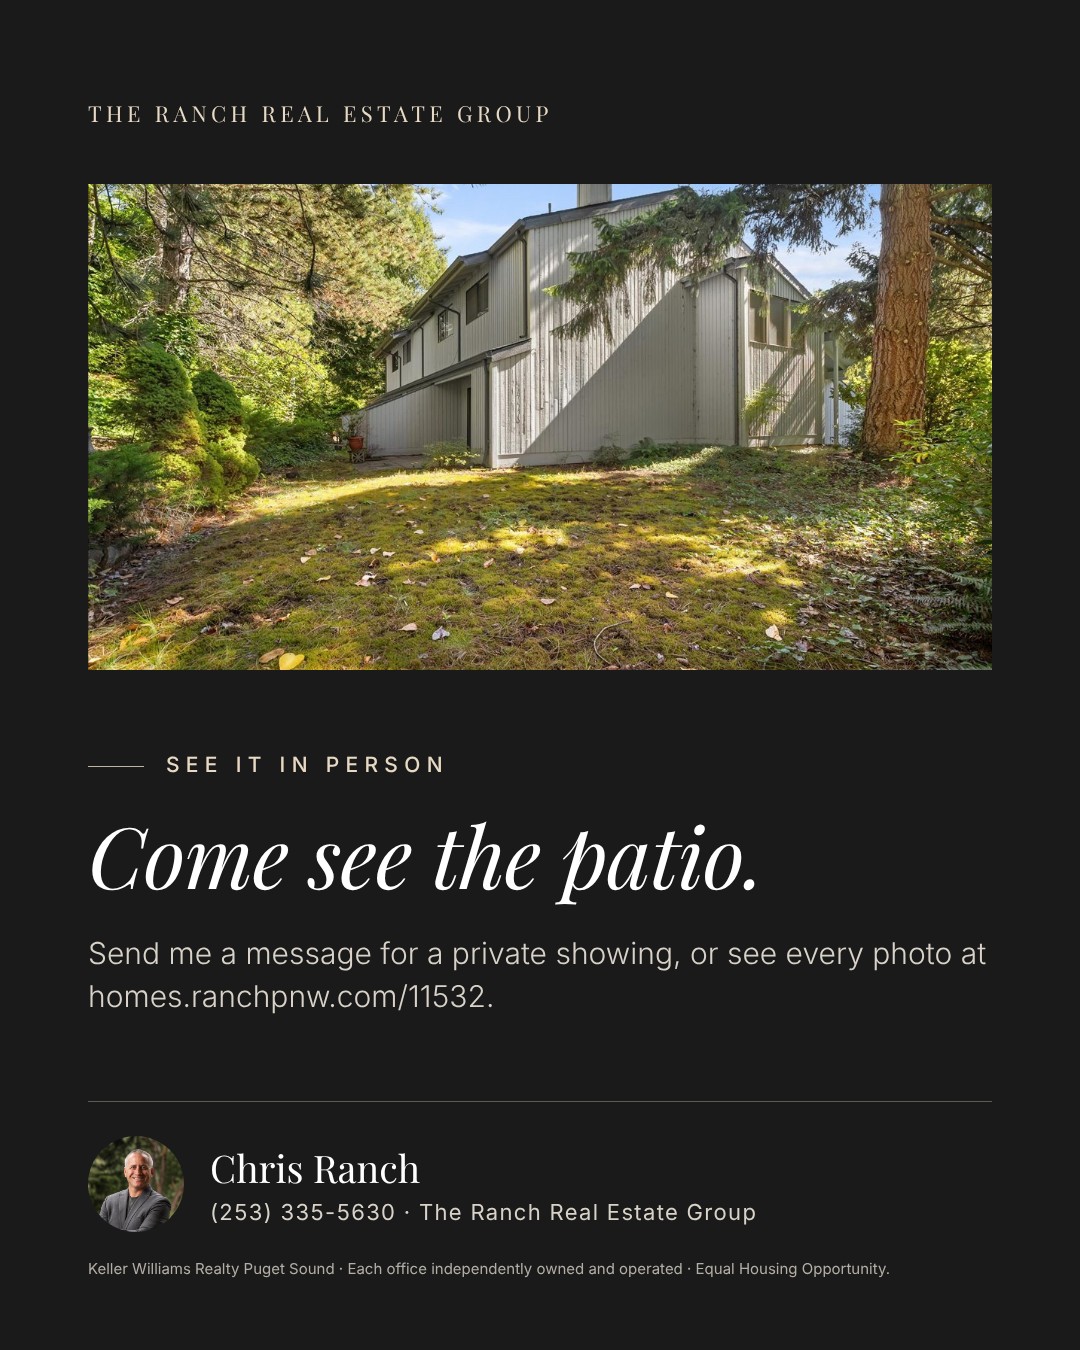 THE RANCH REAL ESTATE GROUP
SEE IT IN PERSON
Come see the patio.
Send me a message for a private showing, or see every photo at
homes.ranchpnw.com/11532.
Chris Ranch
(253) 335-5630 · The Ranch Real Estate Group
Keller Williams Realty Puget Sound · Each office independently owned and operated · Equal Housing Opportunity.